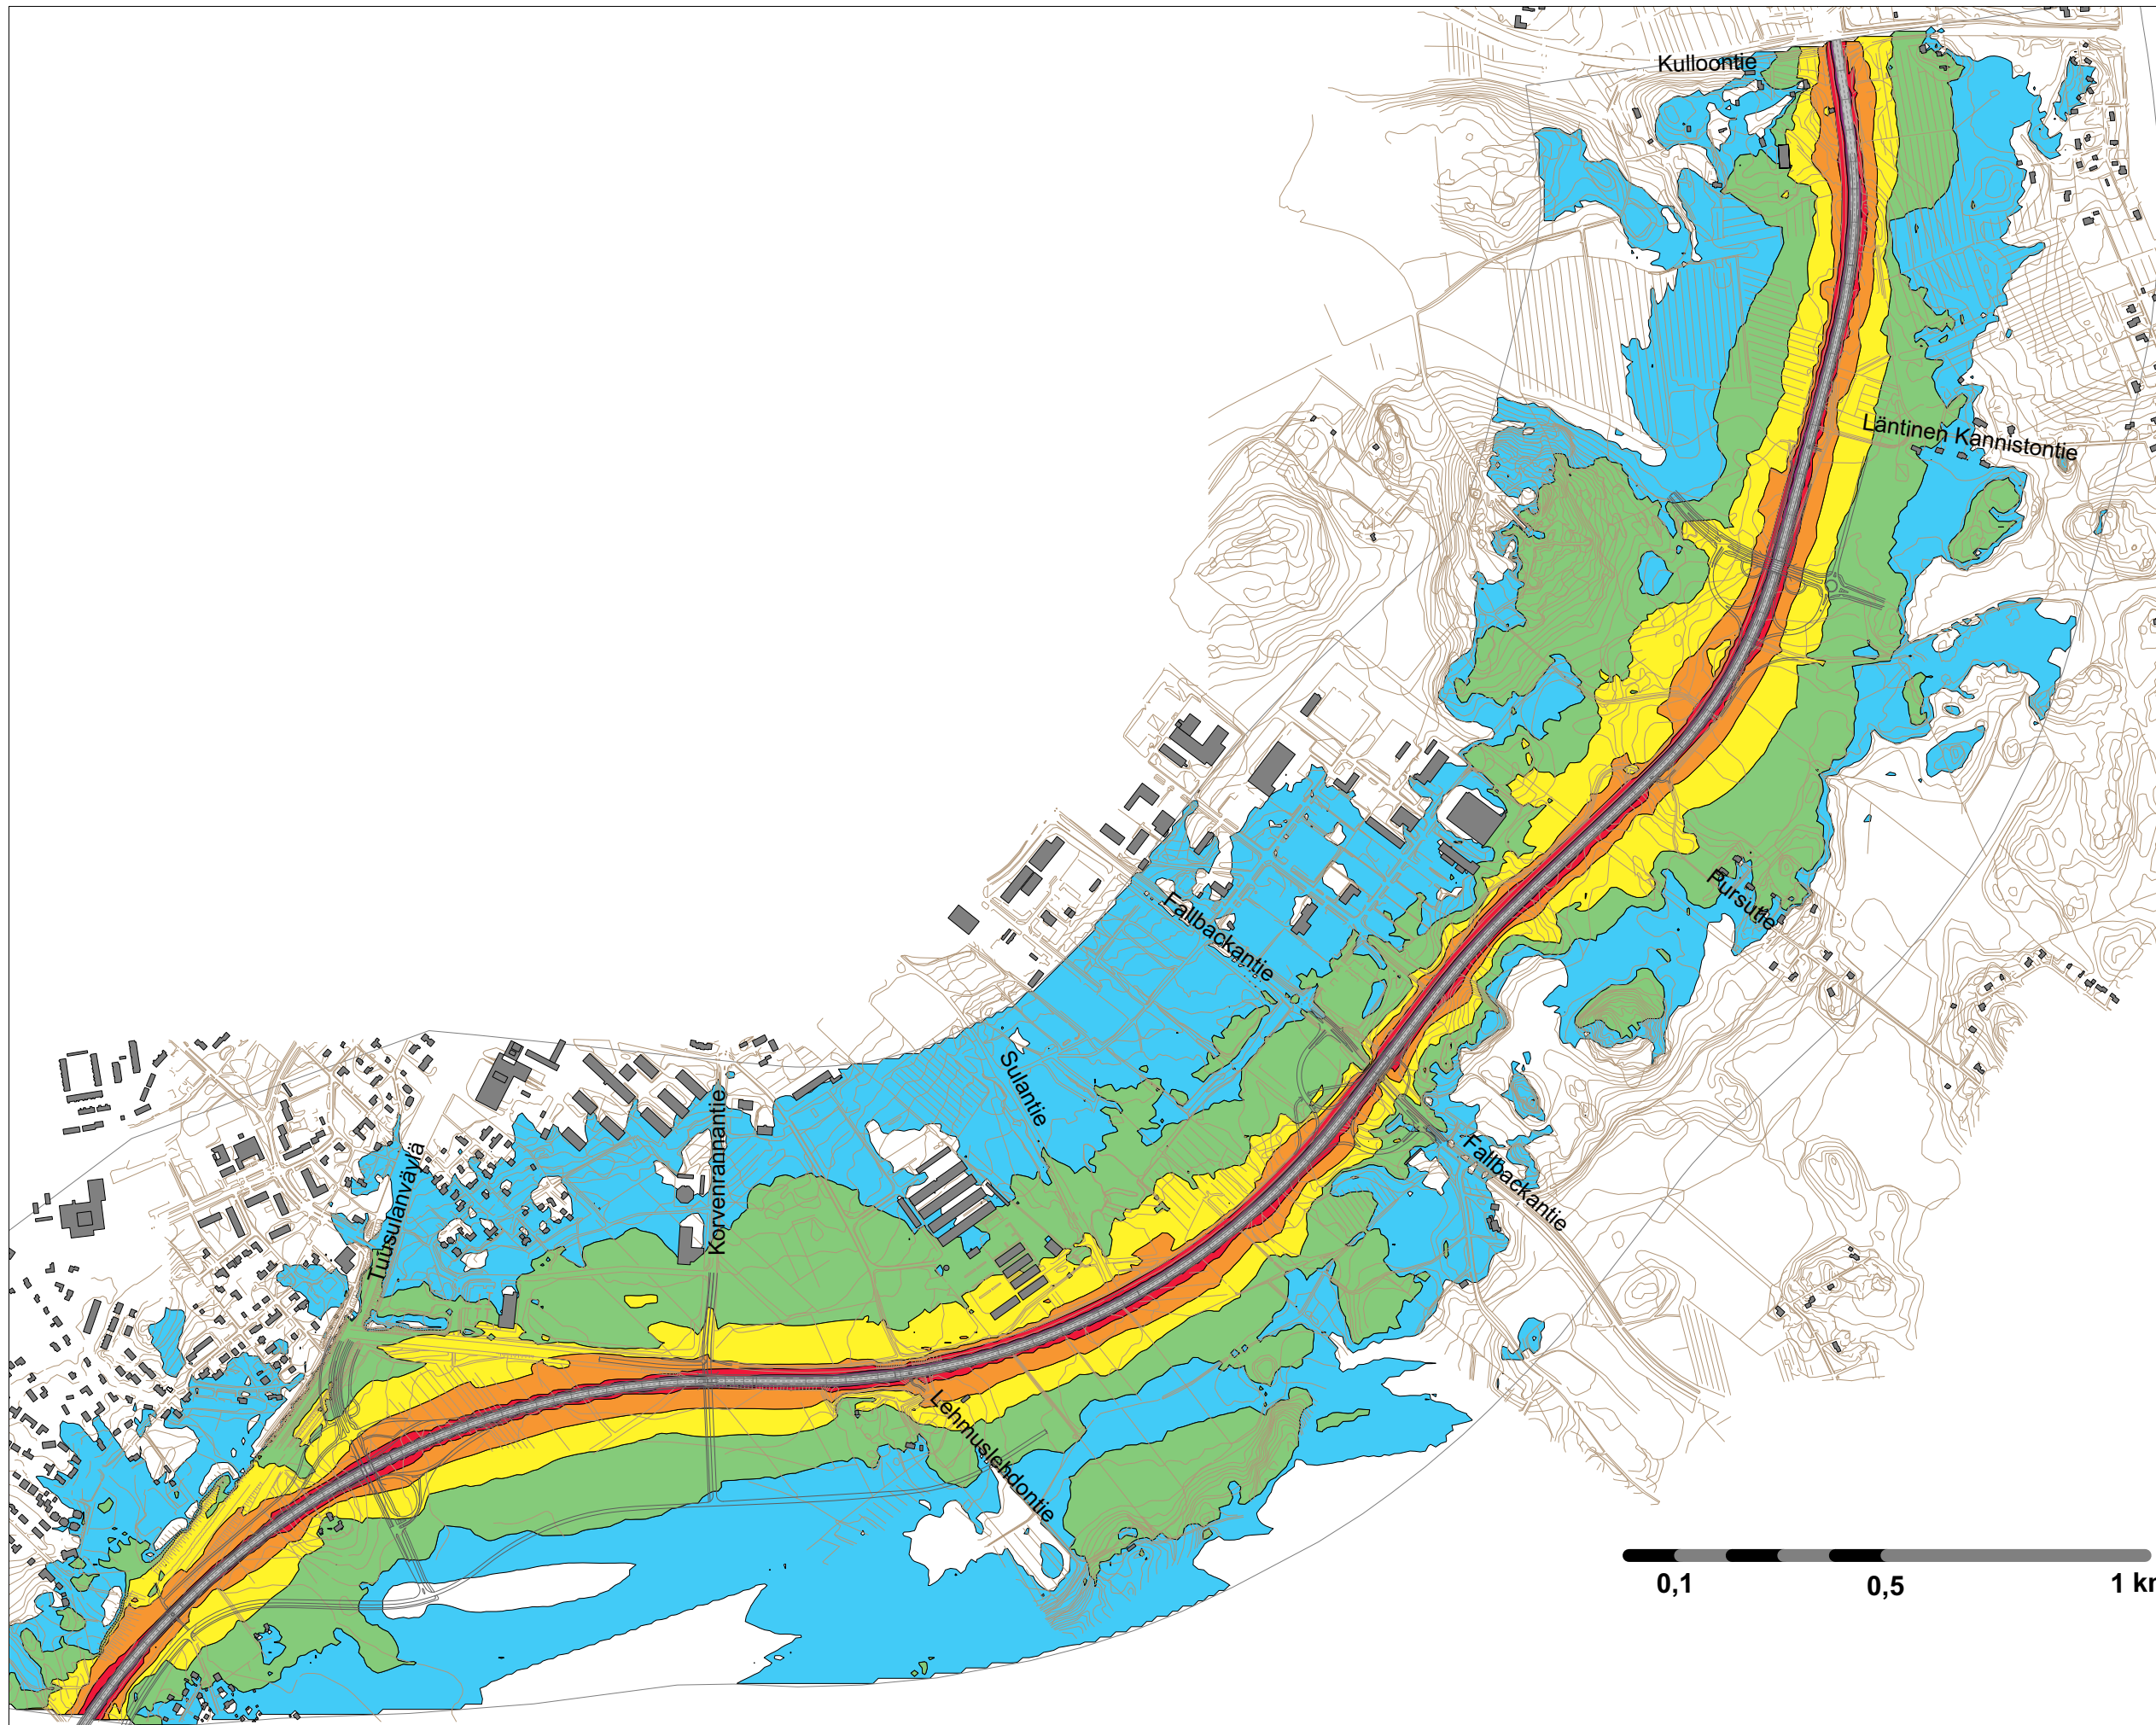 Kulloontie
Läntinen Kannistontie
Pursutie
Fallbackantie
Sulantie
Korvenrannantie
Tuusulanväylä
Fallbackantie
Lehmuslehdontie
0,1
0,5
1 km